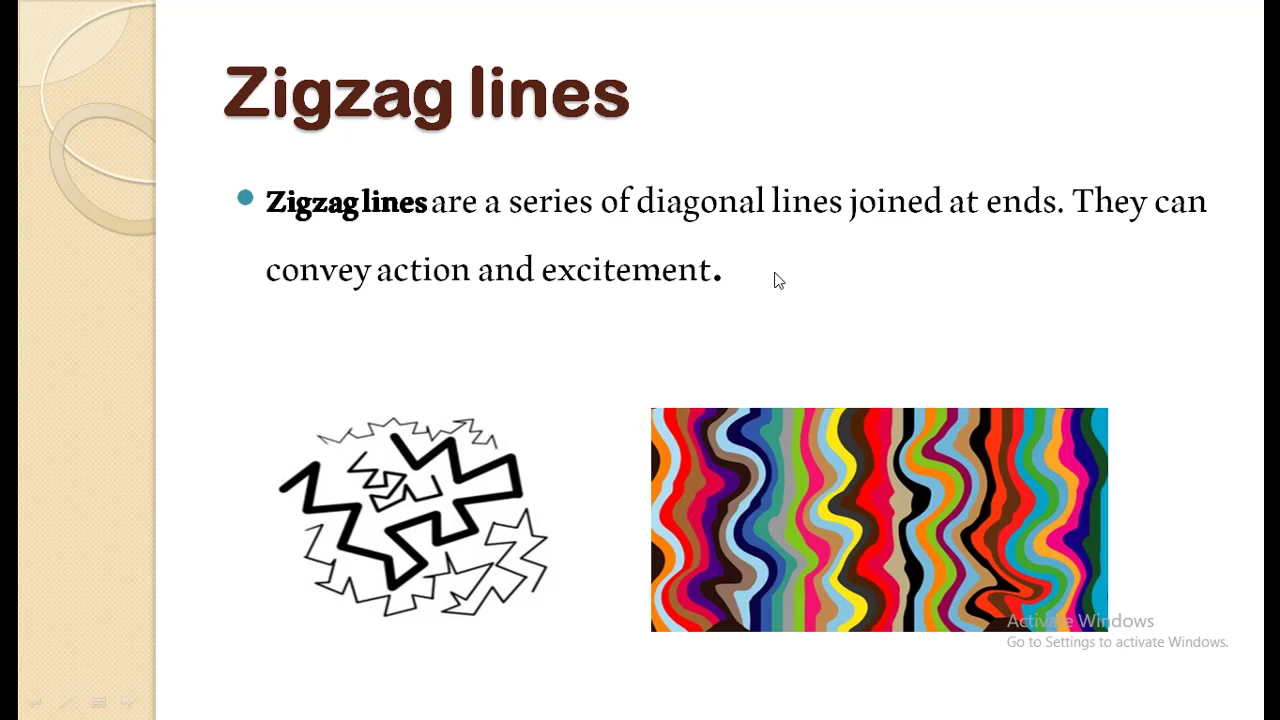 Zigzag lines
Zigzag lines are a series of diagonal lines joined at ends. They can
convey action and excitement.
Activate Windows
Go to Settings to activate Windows.